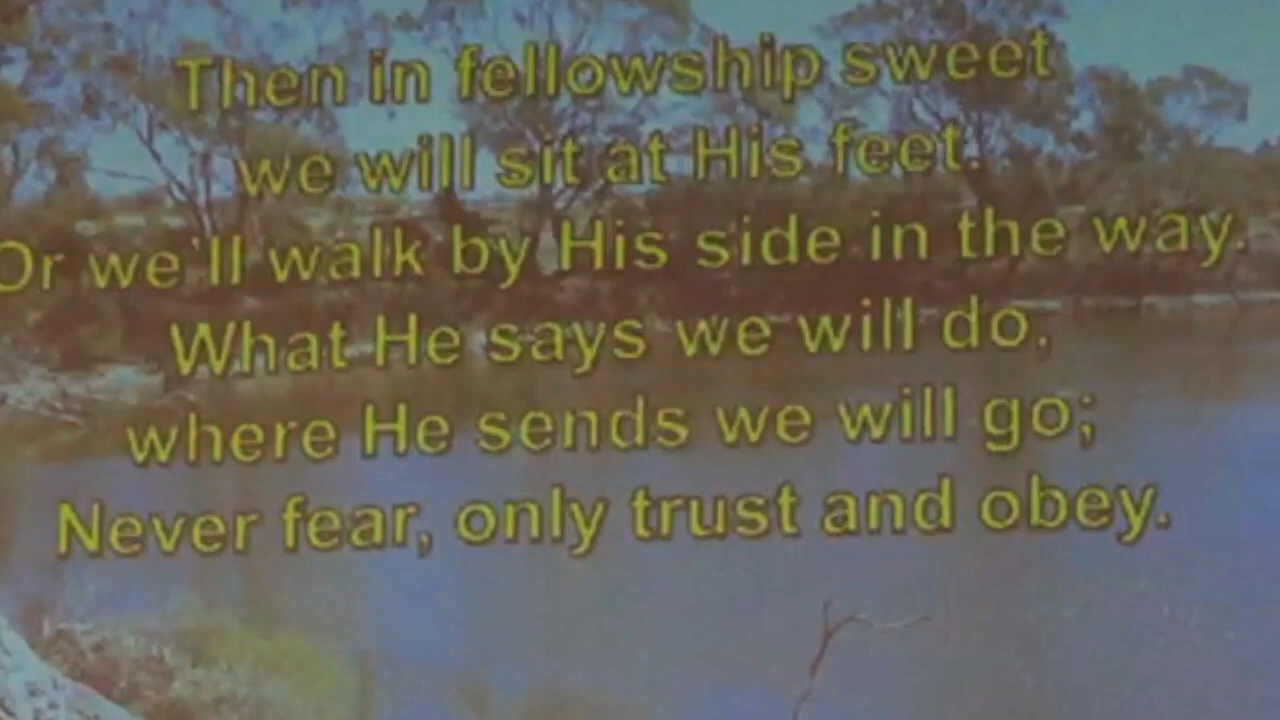 Then in fellowship sweet
we will sit at His feet.
Or we'll walk by His side in the way.
What He says we will do,
where He sends we will go;
Never fear, only trust and obey.